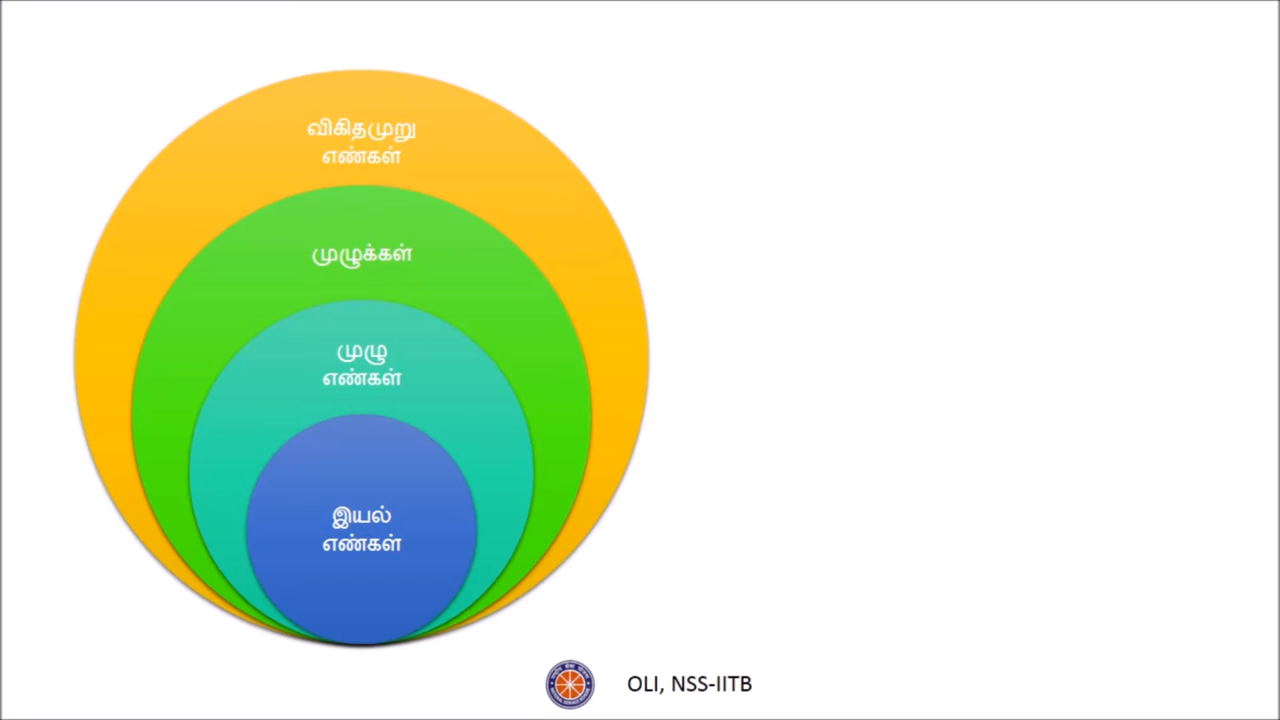 விகிதமுறு
எண்கள்
முழுக்கள்
முழு
எண்கள்
இயல்
எண்கள்
OLI, NSS-IITB